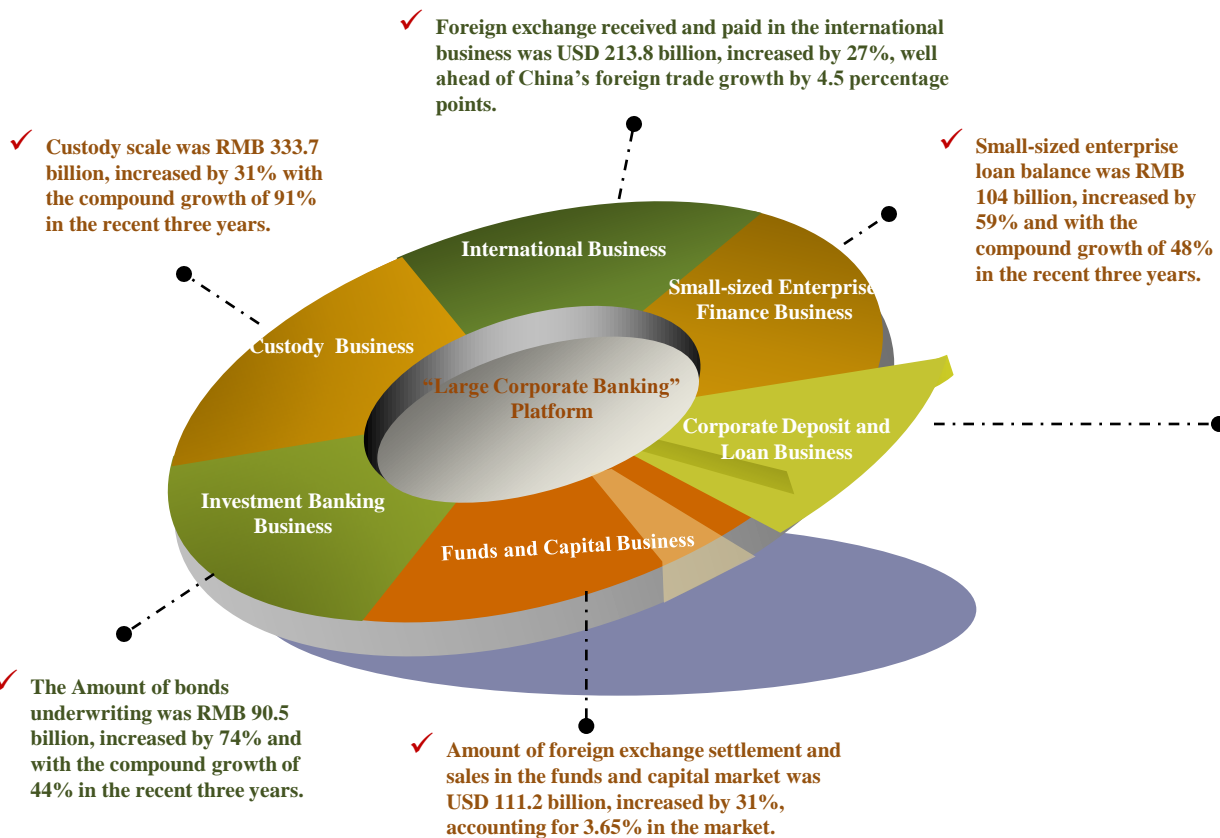 Foreign exchange received and paid in the international
business was USD 213.8 billion, increased by 27%, well
ahead of China’s foreign trade growth by 4.5 percentage
points.
Custody scale was RMB 333.7
billion, increased by 31% with
the compound growth of 91%
in the recent three years.
Small-sized enterprise
loan balance was RMB
104 billion, increased by
59% and with the
compound growth of 48%
in the recent three years.
International Business
Small-sized Enterprise
Finance Business
Custody Business
“Large Corporate Banking”
Platform
Corporate Deposit and
Loan Business
Investment Banking
Business
Funds and Capital Business
The Amount of bonds
underwriting was RMB 90.5
billion, increased by 74% and
with the compound growth of
44% in the recent three years.
Amount of foreign exchange settlement and
sales in the funds and capital market was
USD 111.2 billion, increased by 31%,
accounting for 3.65% in the market.